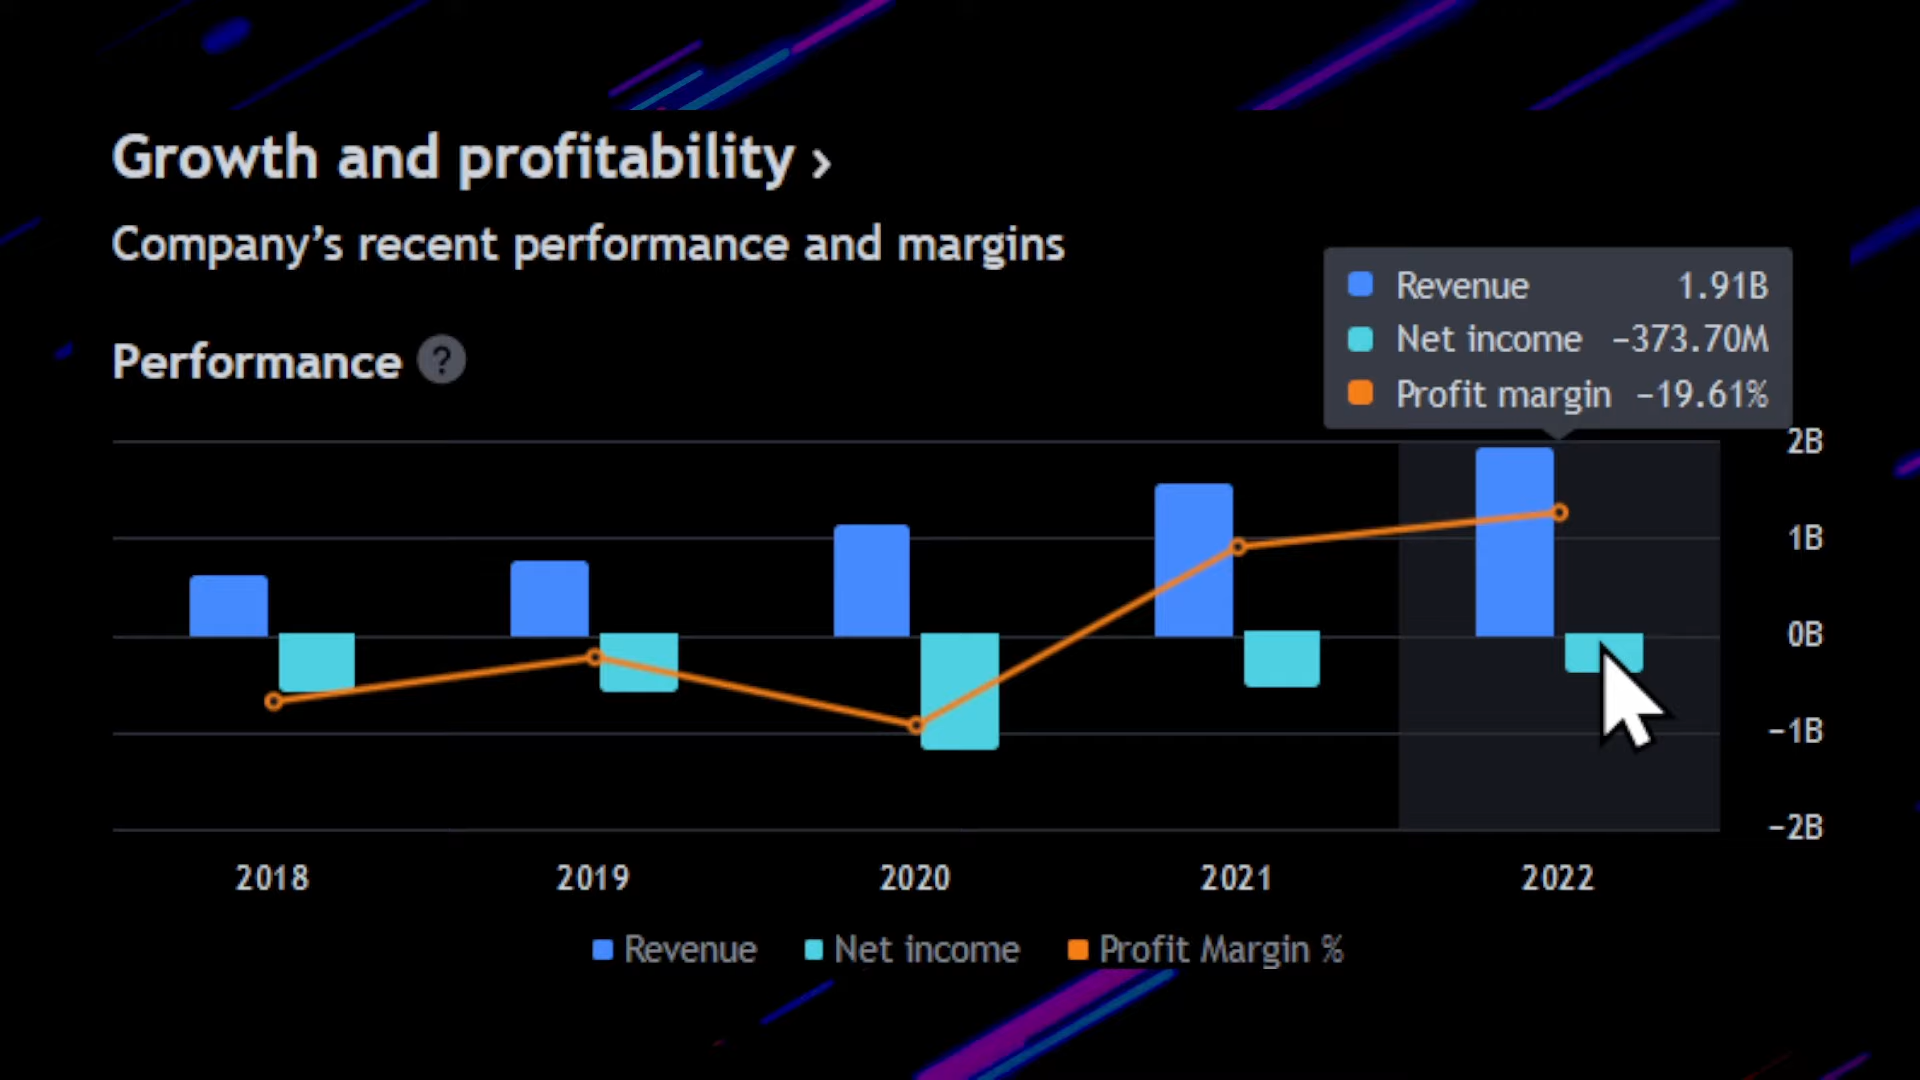 Growth and profitability ›
Company’s recent performance and margins
Performance ?
Revenue 1.91B
Net income −373.70M
Profit margin −19.61%
2B
1B
0B
−1B
−2B
2018 2019 2020 2021 2022
Revenue Net income Profit Margin %